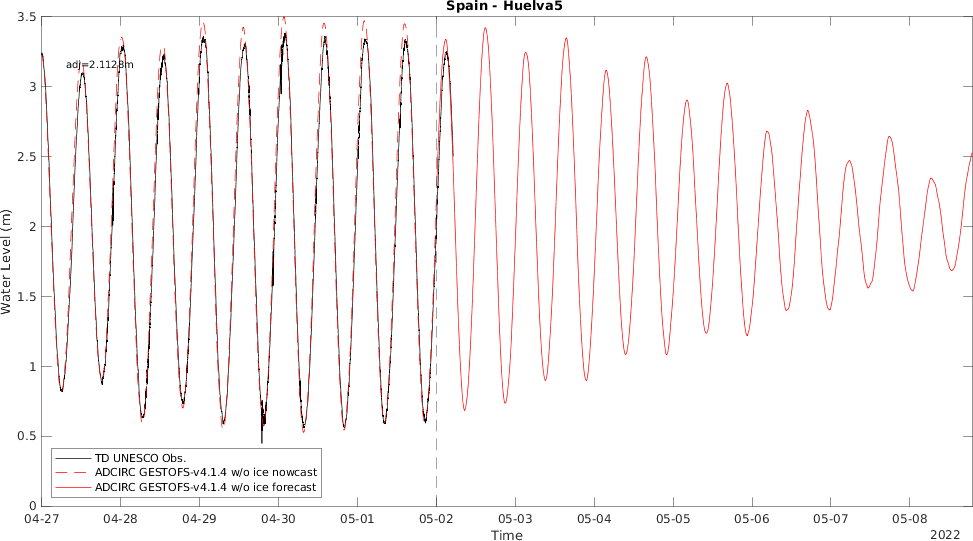 Spain - Huelva5
3.5
3
2.5
2
1.5
1
0.5
0
Water Level (m)
adj=2.1128m
TD UNESCO Obs.
ADCIRC GESTOFS-v4.1.4 w/o ice nowcast
ADCIRC GESTOFS-v4.1.4 w/o ice forecast
04-27 04-28 04-29 04-30 05-01 05-02 05-03 05-04 05-05 05-06 05-07 05-08
Time
2022